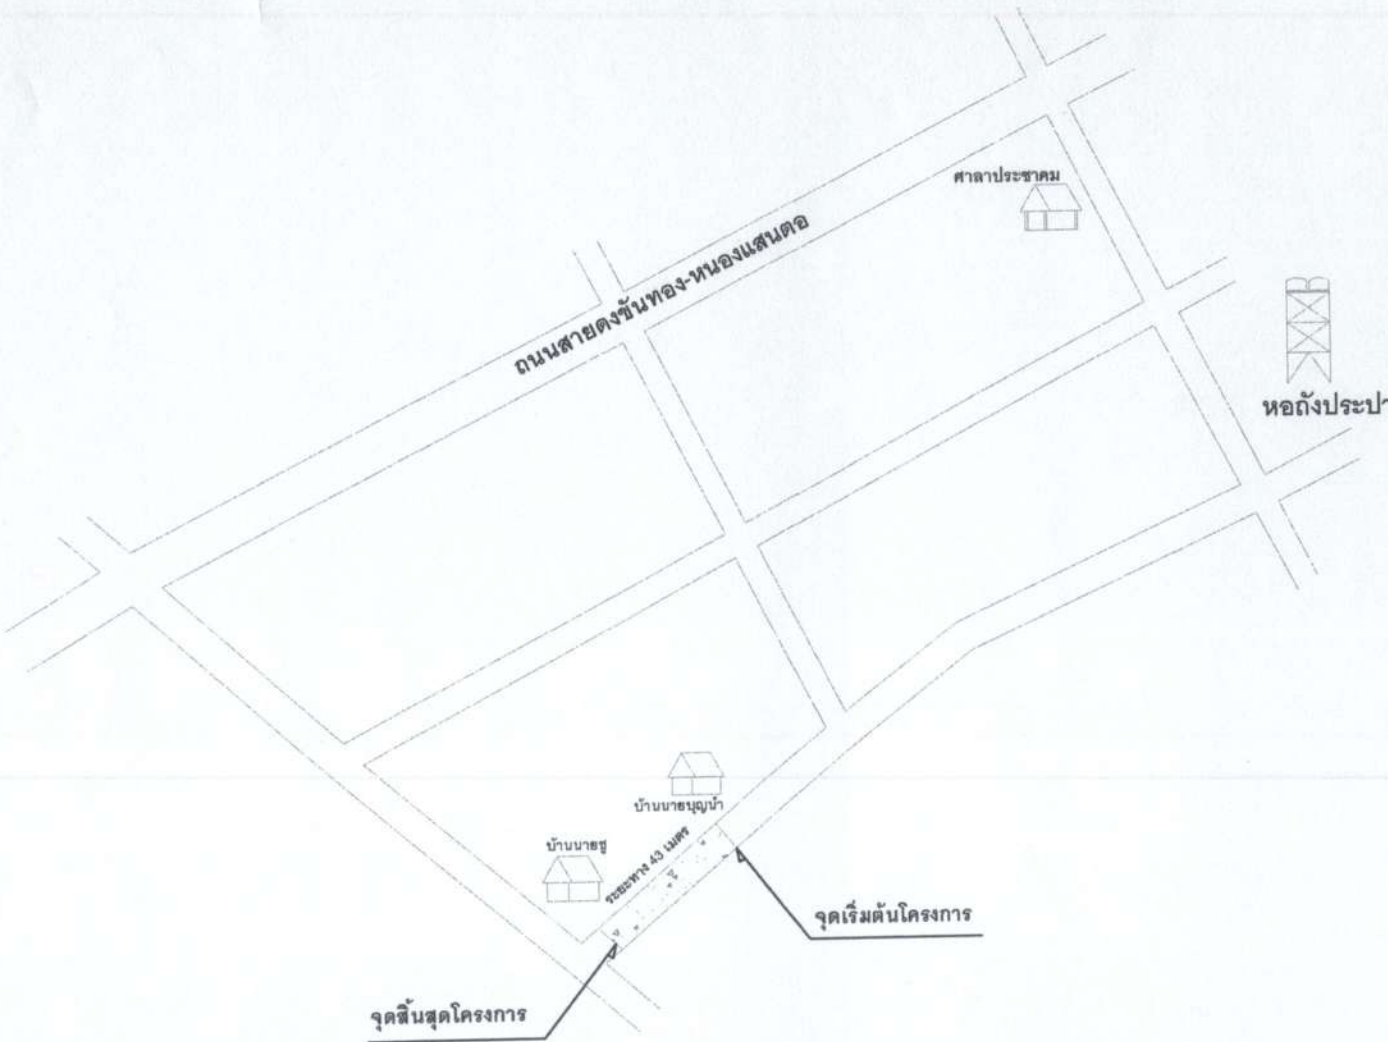 ศาลาประชาคม
ถนนสายดงขันทอง-หนองแสนตอ
หอถังประปา
บ้านนายบุญนำ
บ้านนายชู
ระยะทาง 43 เมตร
จุดเริ่มต้นโครงการ
จุดสิ้นสุดโครงการ